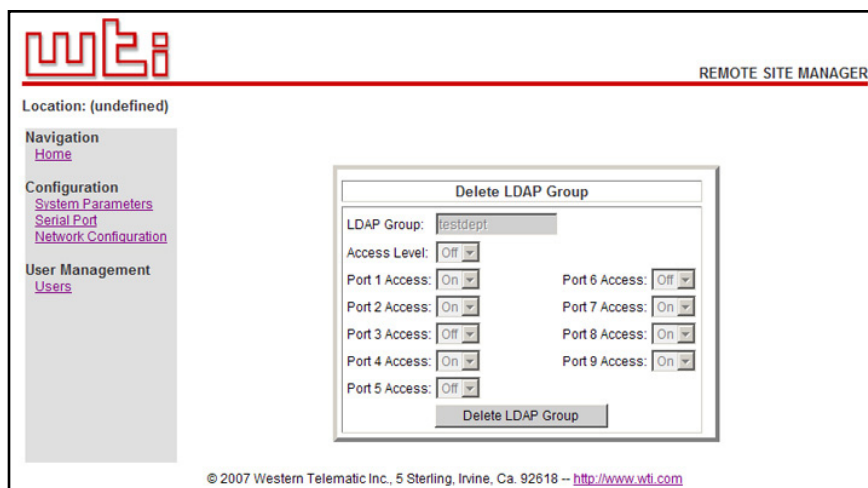 wti
REMOTE SITE MANAGER
Location: (undefined)
Navigation
Home
Configuration
System Parameters
Serial Port
Network Configuration
User Management
Users
Delete LDAP Group
LDAP Group: testdept
Access Level: Off
Port 1 Access: On
Port 2 Access: On
Port 3 Access: Off
Port 4 Access: On
Port 5 Access: Off
Port 6 Access: Off
Port 7 Access: On
Port 8 Access: On
Port 9 Access: On
Delete LDAP Group
© 2007 Western Telematic Inc., 5 Sterling, Irvine, Ca. 92618 -- http://www.wti.com